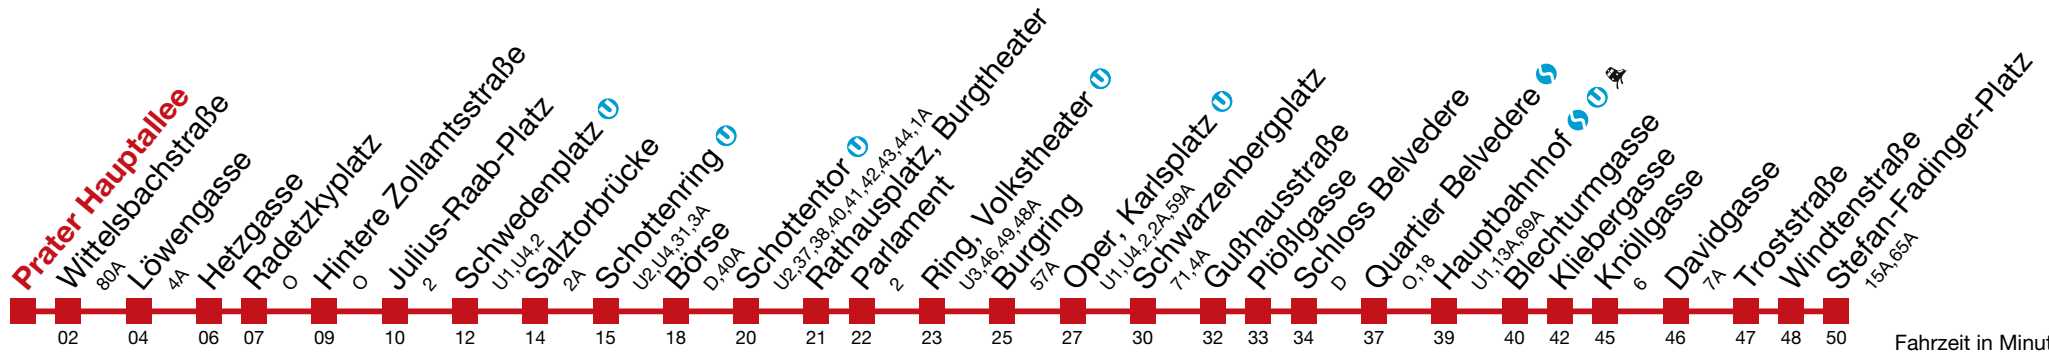 Prater Hauptallee
Wittelsbachstraße
80A
Löwengasse
4A
Hetzgasse
Radetzkyplatz
O
Hintere Zollamtsstraße
O
Julius-Raab-Platz
2
Schwedenplatz U
U1,U4,2
Salztorbrücke
2A
Schottenring U
U2,U4,31,3A
Börse
D,40A
Schottentor U
U2,37,38,40,41,42,43,44,1A
Rathausplatz, Burgtheater
Parlament
2
Ring, Volkstheater U
U3,46,49,48A
Burgring
57A
Oper, Karlsplatz U
U1,U4,2,2A,59A
Schwarzenbergplatz
71,4A
Gußhausstraße
Plößlgasse
Schloss Belvedere
D
Quartier Belvedere S
O,18
Hauptbahnhof S U
U1,13A,69A
Blechturmgasse
Kliebergasse
Knöllgasse
6
Davidgasse
7A
Troststraße
Windtenstraße
Stefan-Fadinger-Platz
15A,65A
02 04 06 07 09 10 12 14 15 18 20 21 22 23 25 27 30 32 33 34 37 39 40 42 45 46 47 48 50
Fahrzeit in Minut